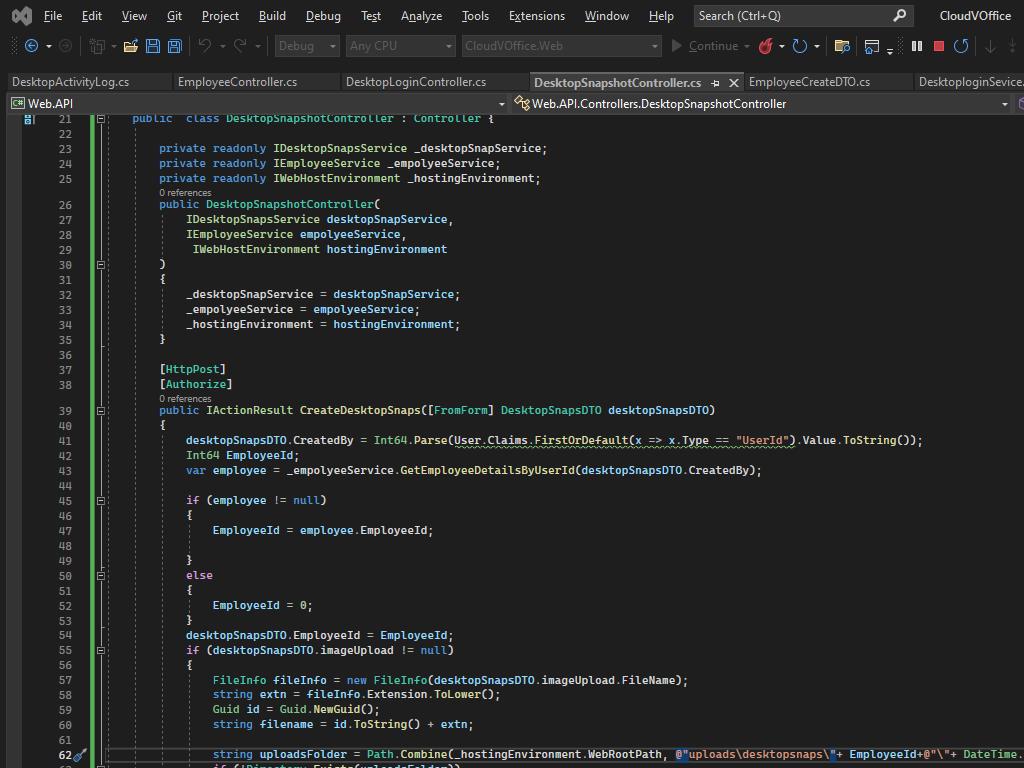 File Edit View Git Project Build Debug Test Analyze Tools Extensions Window Help Search (Ctrl+Q) CloudVOffice
Debug Any CPU CloudVOffice.Web Continue
DesktopActivityLog.cs EmployeeController.cs DesktopLoginController.cs DesktopSnapshotController.cs EmployeeCreateDTO.cs DesktoploginSevice.
C# Web.API Web.API.Controllers.DesktopSnapshotController
21 public class DesktopSnapshotController : Controller {
22
23 private readonly IDesktopSnapsService _desktopSnapService;
24 private readonly IEmployeeService _empolyeeService;
25 private readonly IWebHostEnvironment _hostingEnvironment;
0 references
26 public DesktopSnapshotController(
27 IDesktopSnapsService desktopSnapService,
28 IEmployeeService empolyeeService,
29 IWebHostEnvironment hostingEnvironment
30 )
31 {
32 _desktopSnapService = desktopSnapService;
33 _empolyeeService = empolyeeService;
34 _hostingEnvironment = hostingEnvironment;
35 }
36
37 [HttpPost]
38 [Authorize]
0 references
39 public IActionResult CreateDesktopSnaps([FromForm] DesktopSnapsDTO desktopSnapsDTO)
40 {
41 desktopSnapsDTO.CreatedBy = Int64.Parse(User.Claims.FirstOrDefault(x => x.Type == "UserId").Value.ToString());
42 Int64 EmployeeId;
43 var employee = _empolyeeService.GetEmployeeDetailsByUserId(desktopSnapsDTO.CreatedBy);
44
45 if (employee != null)
46 {
47 EmployeeId = employee.EmployeeId;
48
49 }
50 else
51 {
52 EmployeeId = 0;
53 }
54 desktopSnapsDTO.EmployeeId = EmployeeId;
55 if (desktopSnapsDTO.imageUpload != null)
56 {
57 FileInfo fileInfo = new FileInfo(desktopSnapsDTO.imageUpload.FileName);
58 string extn = fileInfo.Extension.ToLower();
59 Guid id = Guid.NewGuid();
60 string filename = id.ToString() + extn;
61
62 string uploadsFolder = Path.Combine(_hostingEnvironment.WebRootPath, @"uploads\desktopsnaps\"+ EmployeeId+@"\"+ DateTime.
63 if (!Directory.Exists(uploadsFolder))